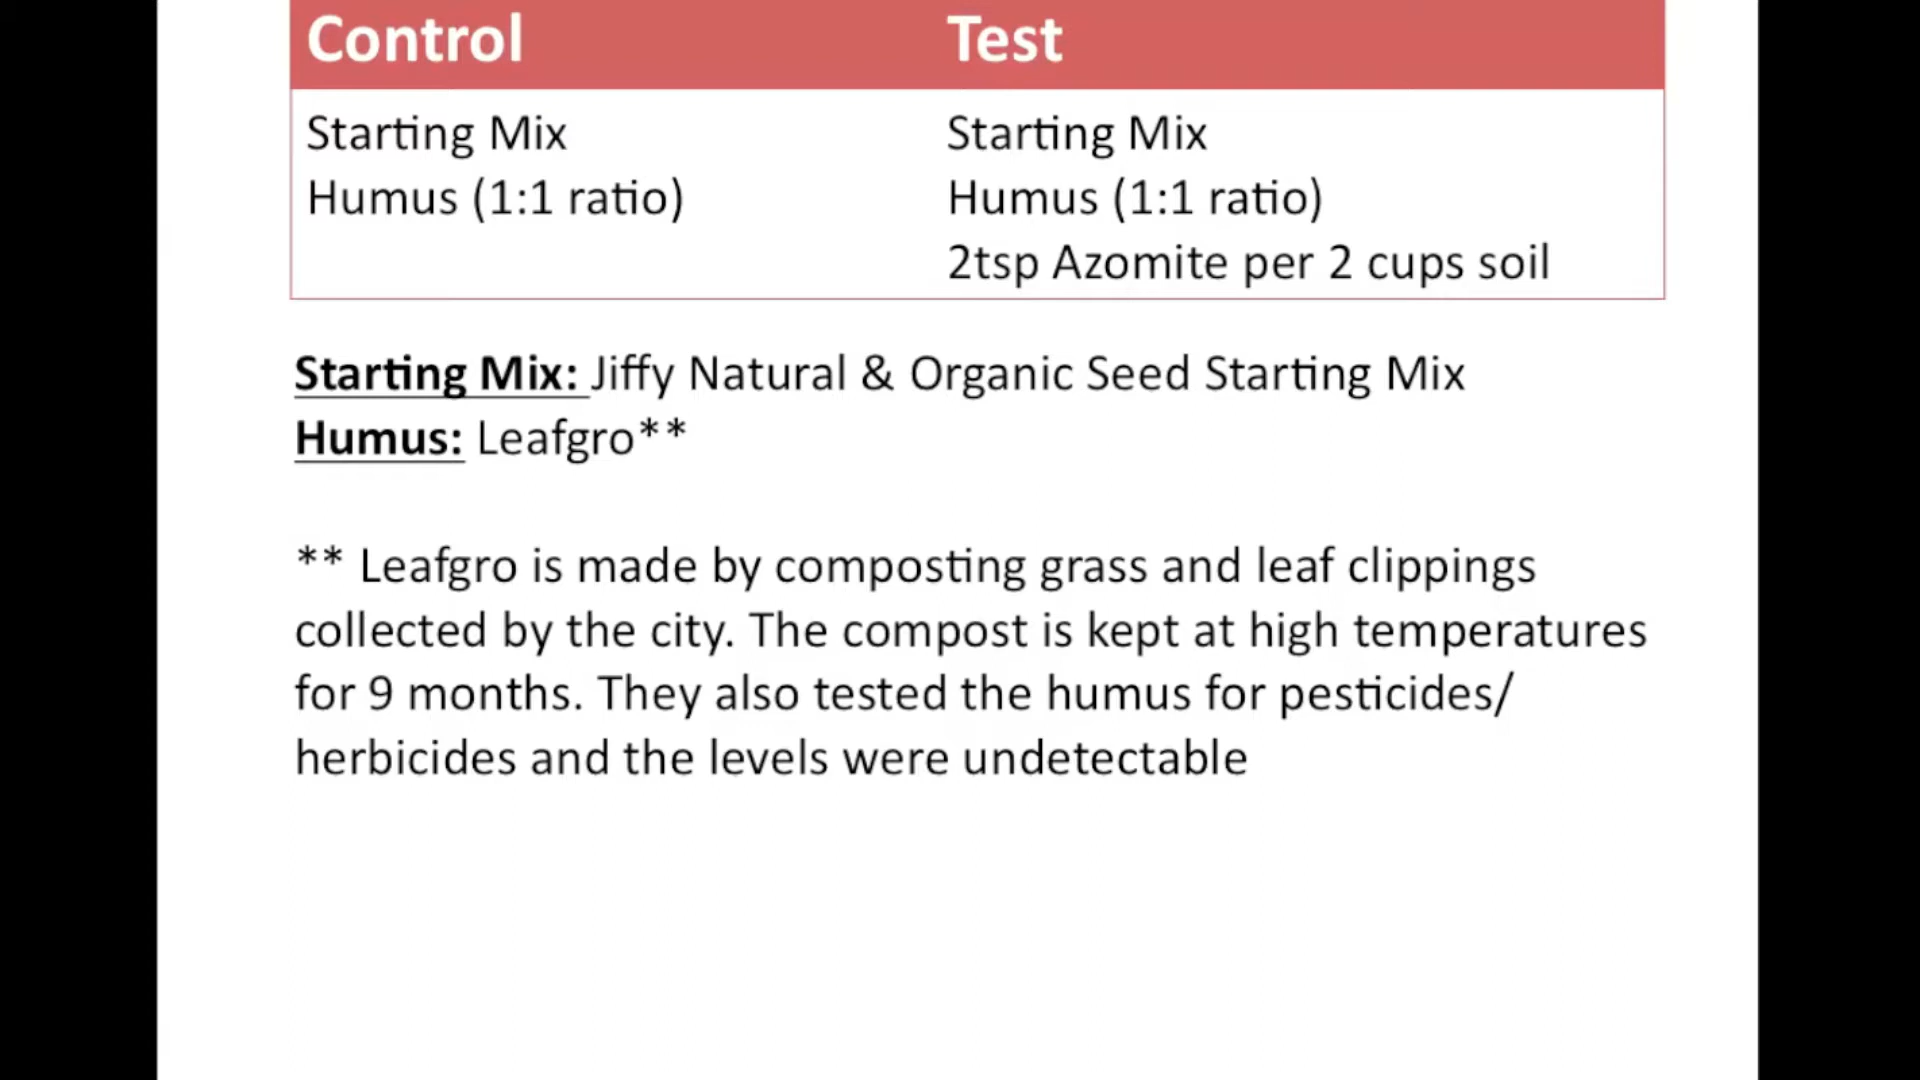 Control Test
Starting Mix Starting Mix
Humus (1:1 ratio) Humus (1:1 ratio)
2tsp Azomite per 2 cups soil
Starting Mix: Jiffy Natural & Organic Seed Starting Mix
Humus: Leafgro**
** Leafgro is made by composting grass and leaf clippings
collected by the city. The compost is kept at high temperatures
for 9 months. They also tested the humus for pesticides/
herbicides and the levels were undetectable